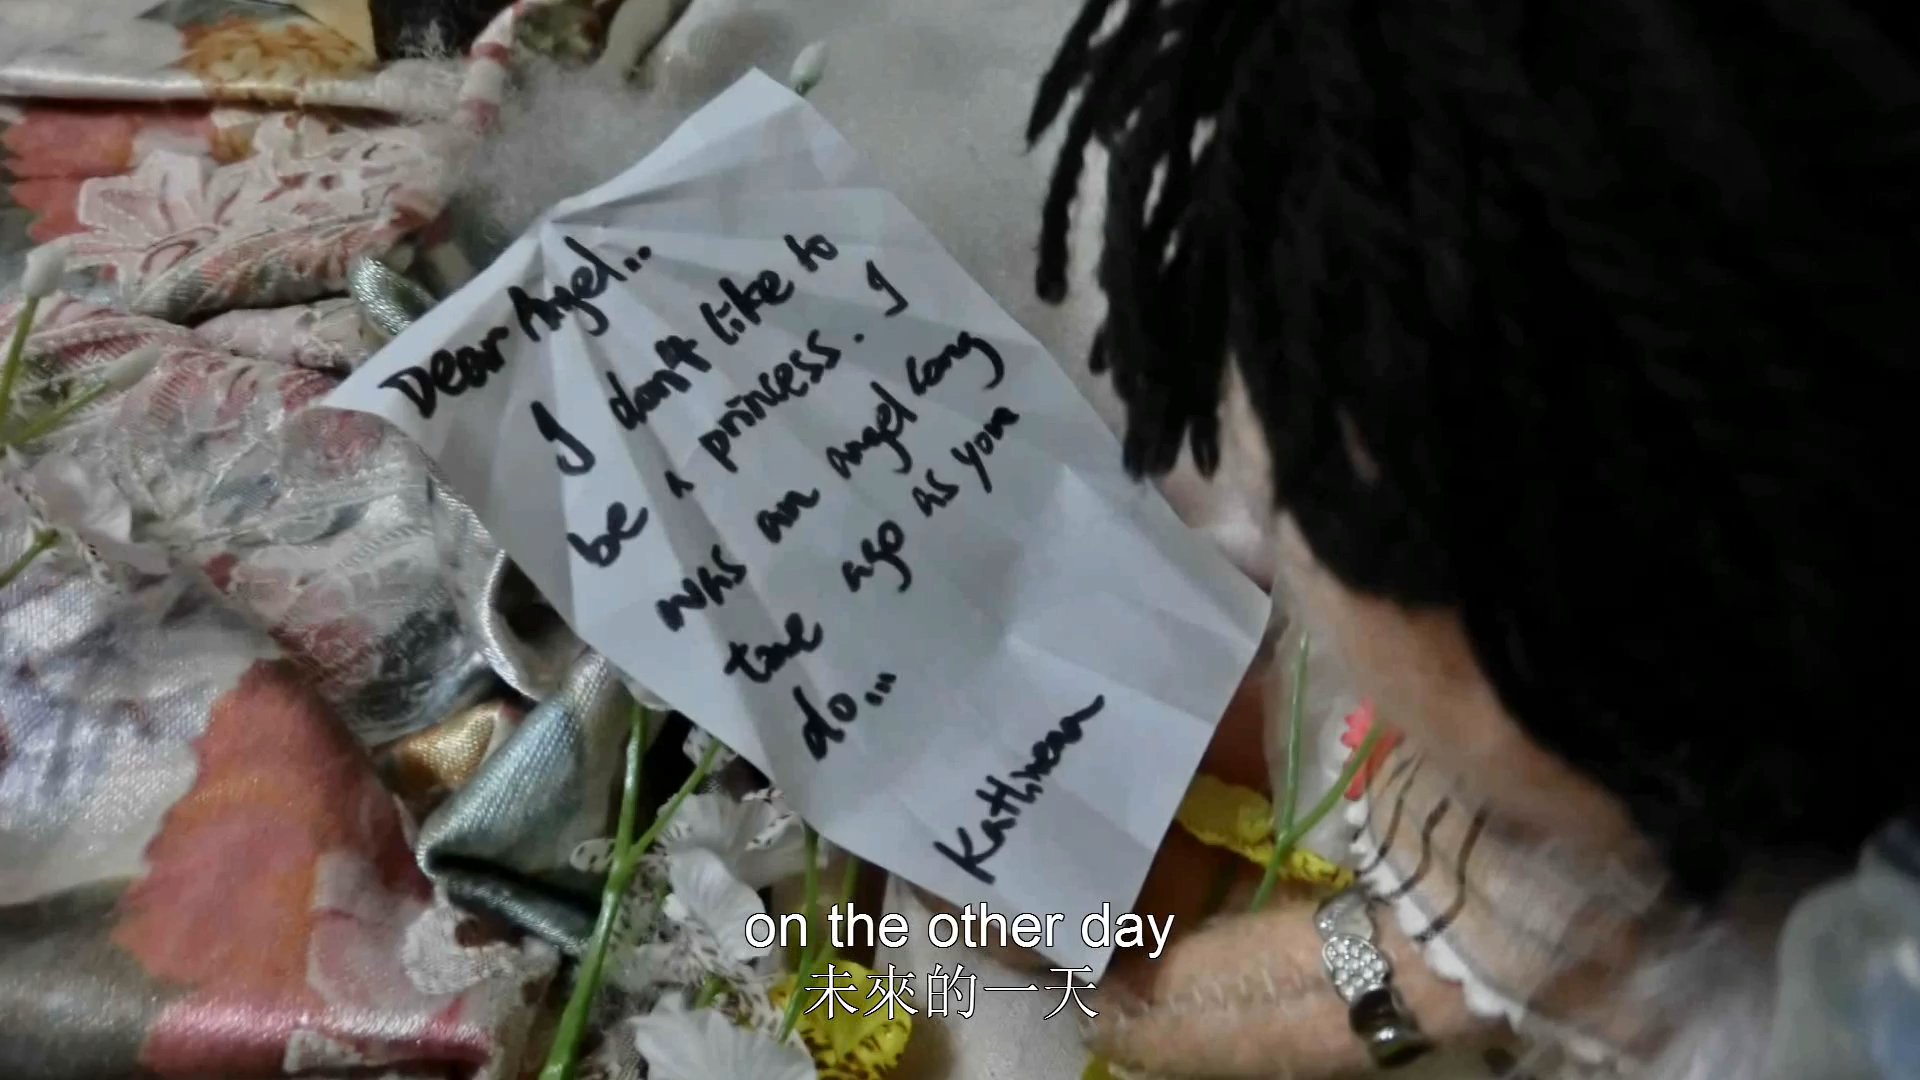 Dear Angel..
I don't like to
be a princess. I
was an angel long
time ago as you
do...
Kathreen
on the other day
未來的一天